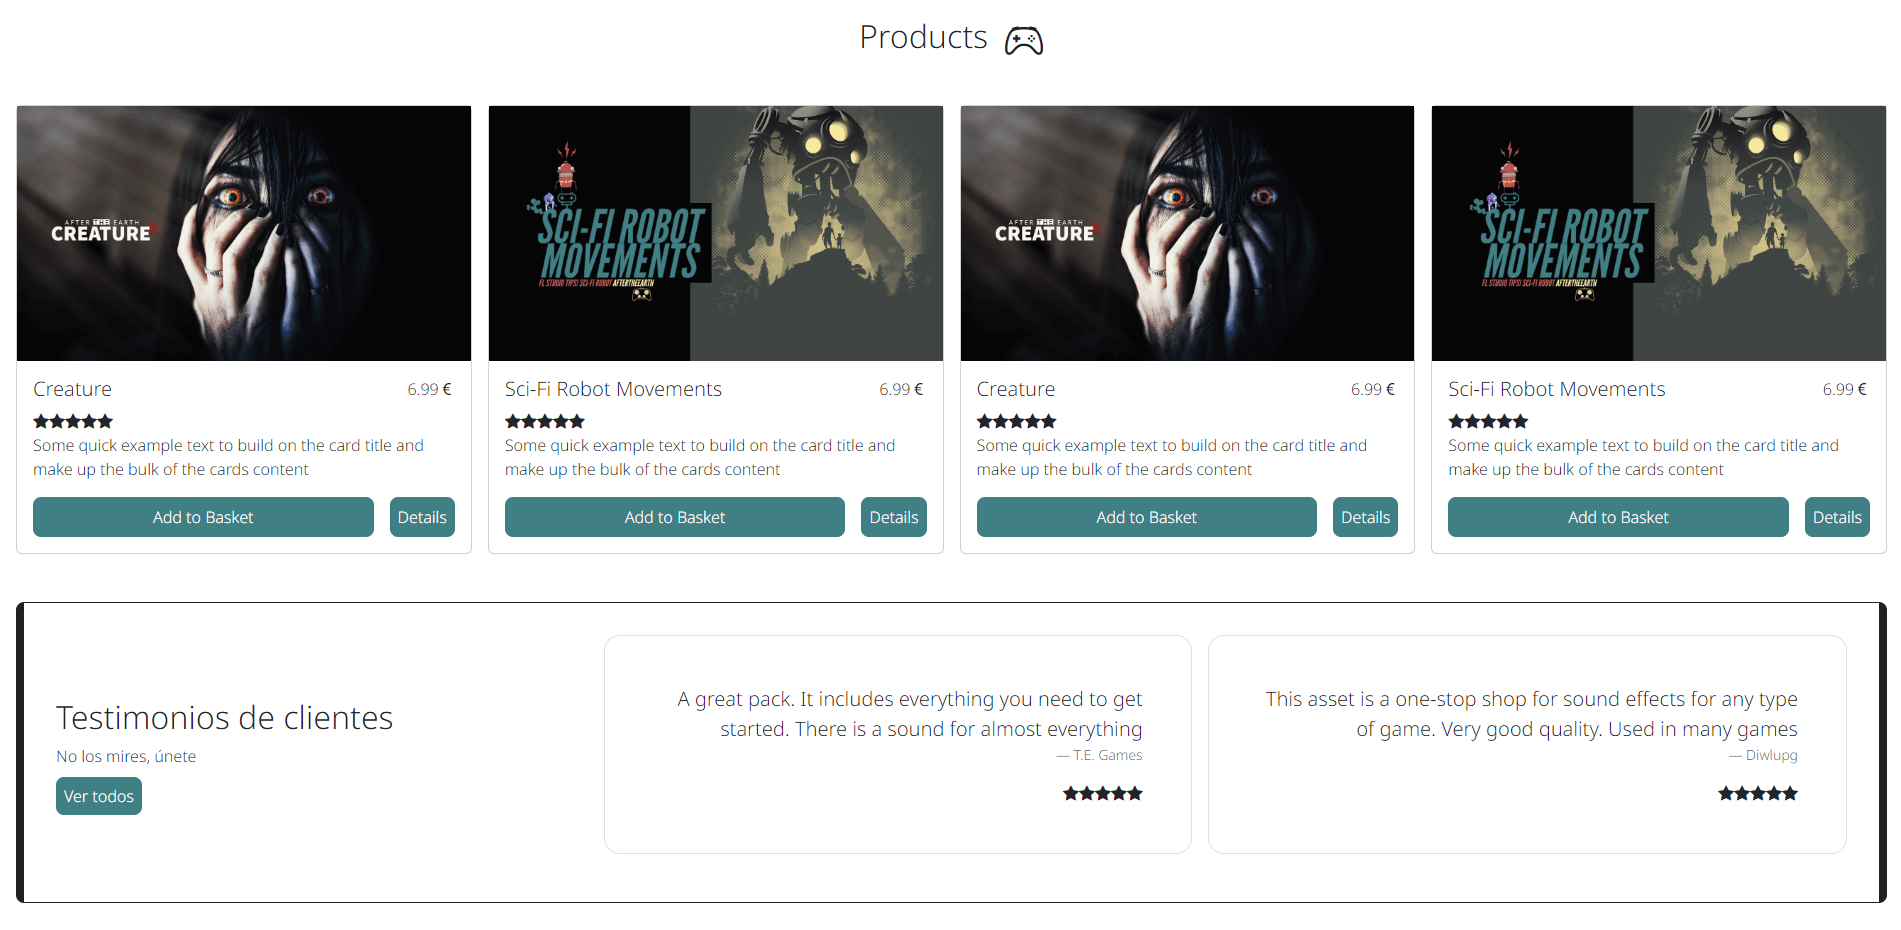 Products
AFTER THE EARTH
CREATURE
SCI-FI ROBOT
MOVEMENTS
FL STUDIO TIPS! SCI-FI ROBOT AFTERTHEEARTH
AFTER THE EARTH
CREATURE
SCI-FI ROBOT
MOVEMENTS
FL STUDIO TIPS! SCI-FI ROBOT AFTERTHEEARTH
Creature 6.99 €
Some quick example text to build on the card title and
make up the bulk of the cards content
Add to Basket Details
Sci-Fi Robot Movements 6.99 €
Some quick example text to build on the card title and
make up the bulk of the cards content
Add to Basket Details
Creature 6.99 €
Some quick example text to build on the card title and
make up the bulk of the cards content
Add to Basket Details
Sci-Fi Robot Movements 6.99 €
Some quick example text to build on the card title and
make up the bulk of the cards content
Add to Basket Details
Testimonios de clientes
No los mires, únete
Ver todos
A great pack. It includes everything you need to get
started. There is a sound for almost everything
— T.E. Games
This asset is a one-stop shop for sound effects for any type
of game. Very good quality. Used in many games
— Diwlupg